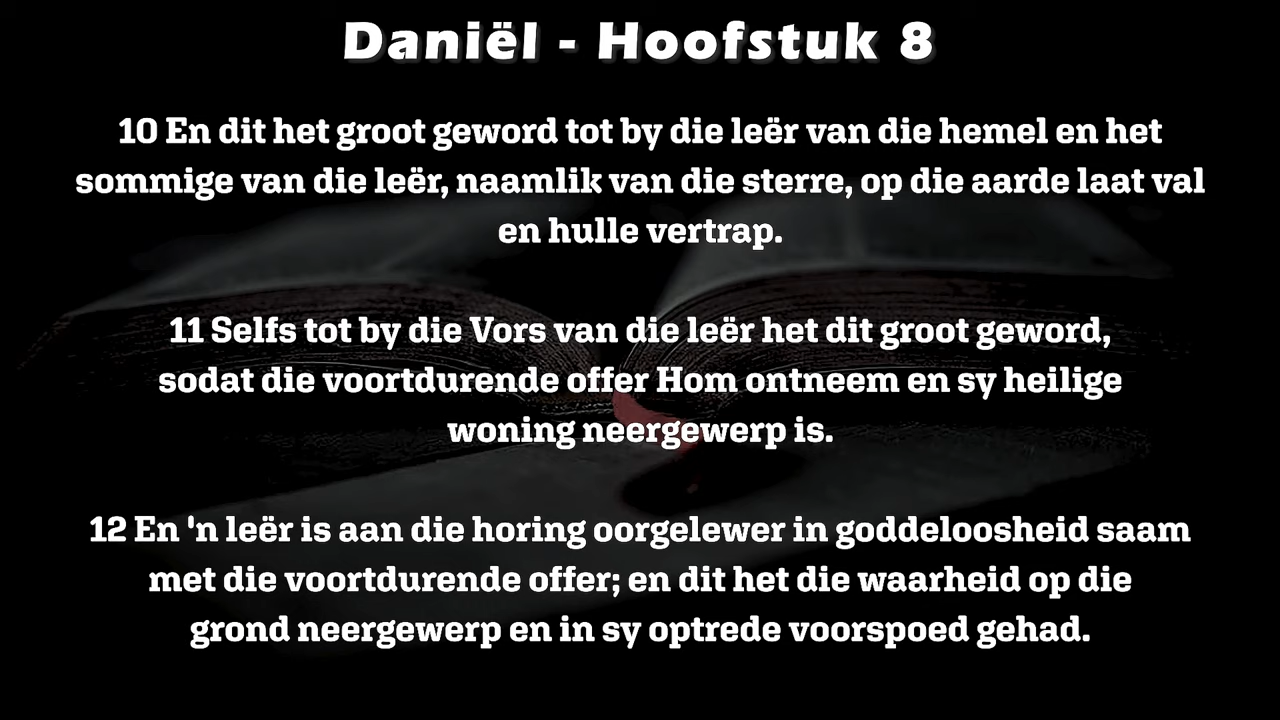 Daniël - Hoofstuk 8
10 En dit het groot geword tot by die leër van die hemel en het
sommige van die leër, naamlik van die sterre, op die aarde laat val
en hulle vertrap.
11 Selfs tot by die Vors van die leër het dit groot geword,
sodat die voortdurende offer Hom ontneem en sy heilige
woning neergewerp is.
12 En 'n leër is aan die horing oorgelewer in goddeloosheid saam
met die voortdurende offer; en dit het die waarheid op die
grond neergewerp en in sy optrede voorspoed gehad.